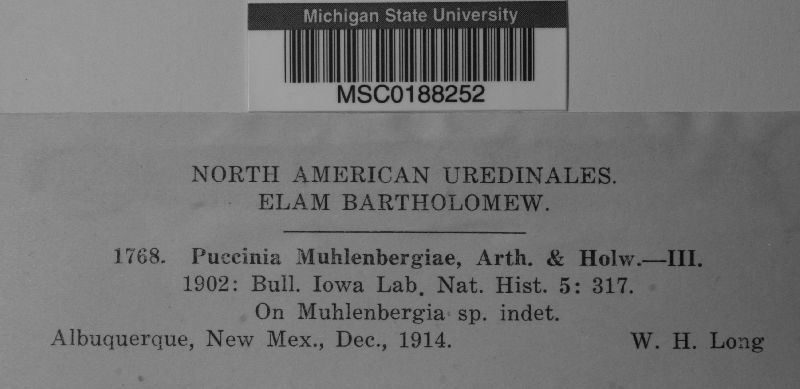 Michigan State University
MSC0188252
NORTH AMERICAN UREDINALES.
ELAM BARTHOLOMEW.
1768. Puccinia Muhlenbergiae, Arth. & Holw.—III.
1902: Bull. Iowa Lab. Nat. Hist. 5: 317.
On Muhlenbergia sp. indet.
Albuquerque, New Mex., Dec., 1914. W. H. Long